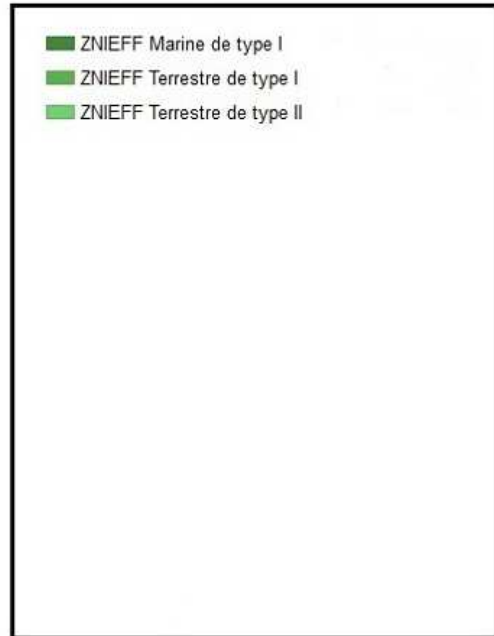 ZNIEFF Marine de type I
ZNIEFF Terrestre de type I
ZNIEFF Terrestre de type II